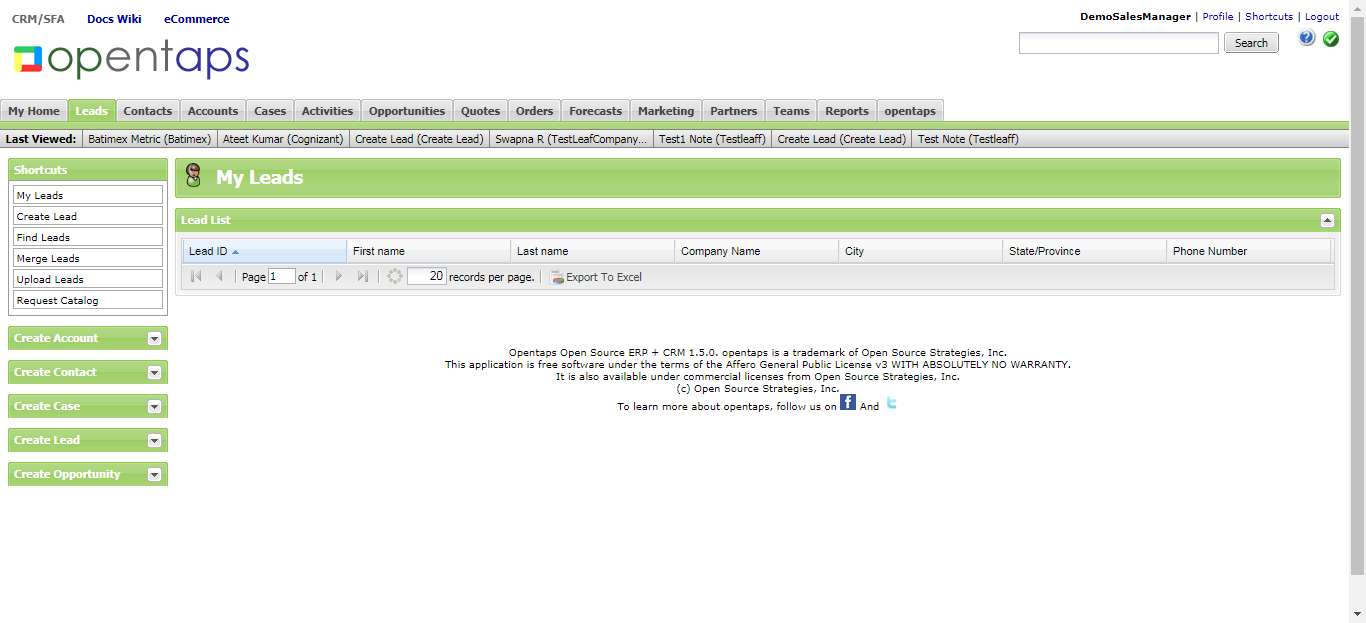 CRM/SFA Docs Wiki eCommerce
DemoSalesManager | Profile | Shortcuts | Logout
opentaps
Search
My Home Leads Contacts Accounts Cases Activities Opportunities Quotes Orders Forecasts Marketing Partners Teams Reports opentaps
Last Viewed: Batimex Metric (Batimex) Ateet Kumar (Cognizant) Create Lead (Create Lead) Swapna R (TestLeafCompany... Test1 Note (Testleaff) Create Lead (Create Lead) Test Note (Testleaff)
Shortcuts
My Leads
Create Lead
Find Leads
Merge Leads
Upload Leads
Request Catalog
Create Account
Create Contact
Create Case
Create Lead
Create Opportunity
My Leads
Lead List
Lead ID First name Last name Company Name City State/Province Phone Number
Page 1 of 1 20 records per page. Export To Excel
Opentaps Open Source ERP + CRM 1.5.0. opentaps is a trademark of Open Source Strategies, Inc.
This application is free software under the terms of the Affero General Public License v3 WITH ABSOLUTELY NO WARRANTY.
It is also available under commercial licenses from Open Source Strategies, Inc.
(c) Open Source Strategies, Inc.
To learn more about opentaps, follow us on f And t